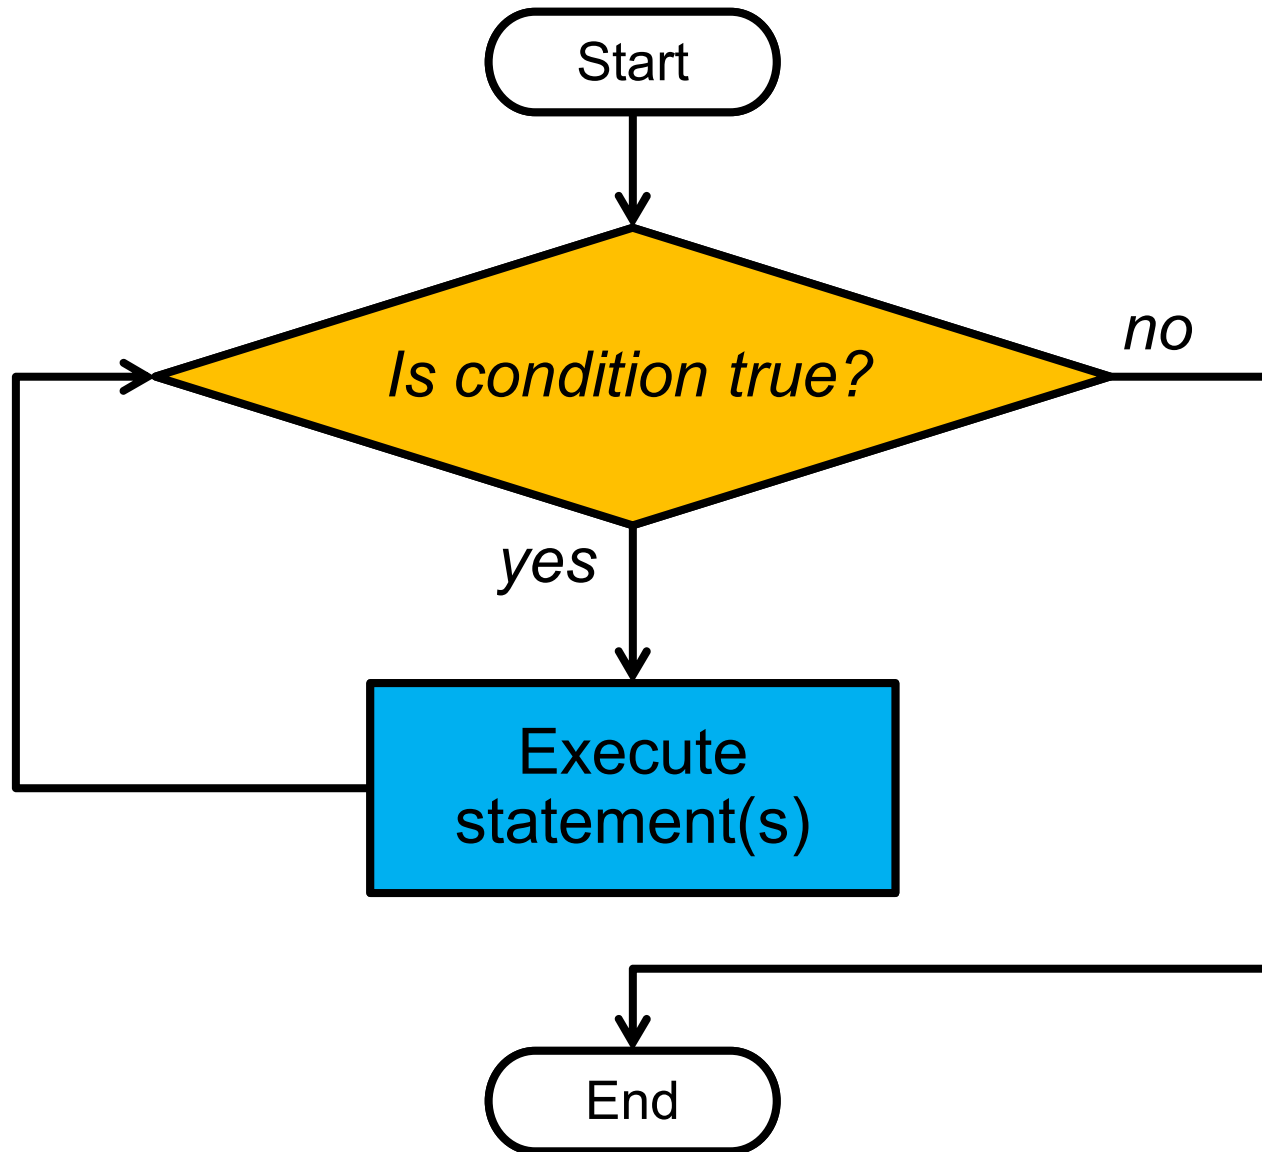 Start
Is condition true?
no
yes
Execute
statement(s)
End